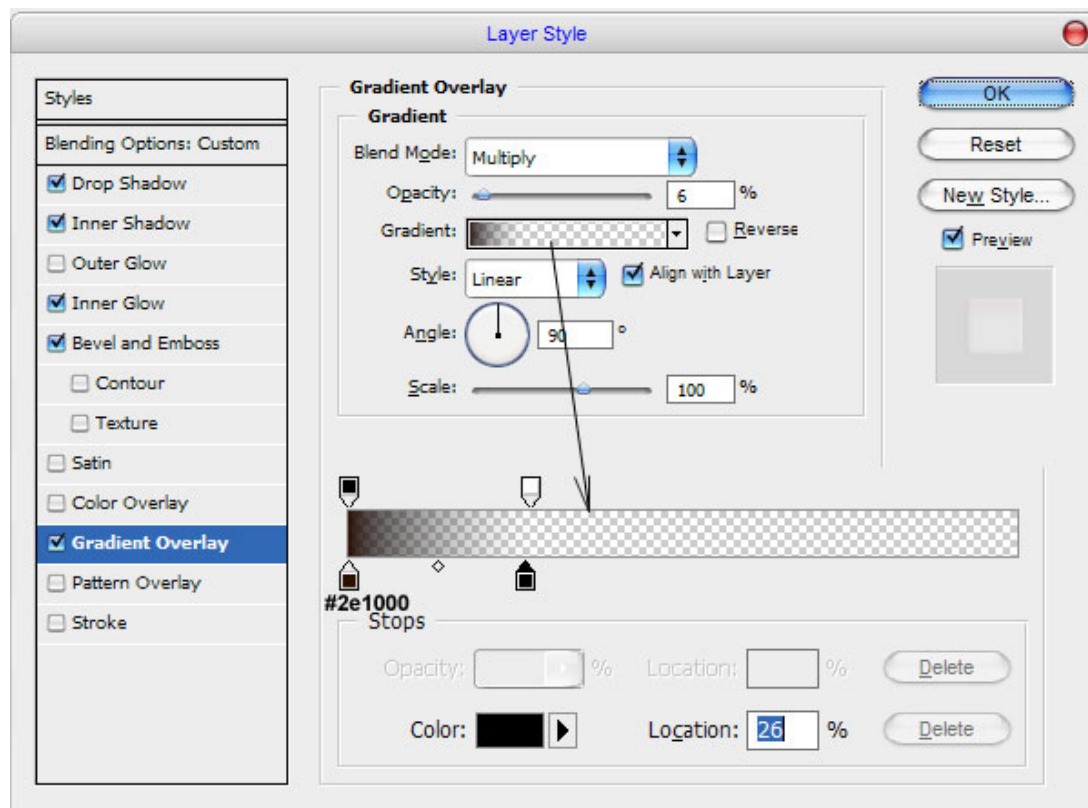 Layer Style
Styles
Blending Options: Custom
Drop Shadow
Inner Shadow
Outer Glow
Inner Glow
Bevel and Emboss
Contour
Texture
Satin
Color Overlay
Gradient Overlay
Pattern Overlay
Stroke
Gradient Overlay
Gradient
Blend Mode: Multiply
Opacity: 6 %
Gradient: Reverse
Style: Linear Align with Layer
Angle: 90 °
Scale: 100 %
#2e1000
Stops
Opacity: % Location: % Delete
Color: Location: 26 % Delete
OK
Reset
New Style...
Preview